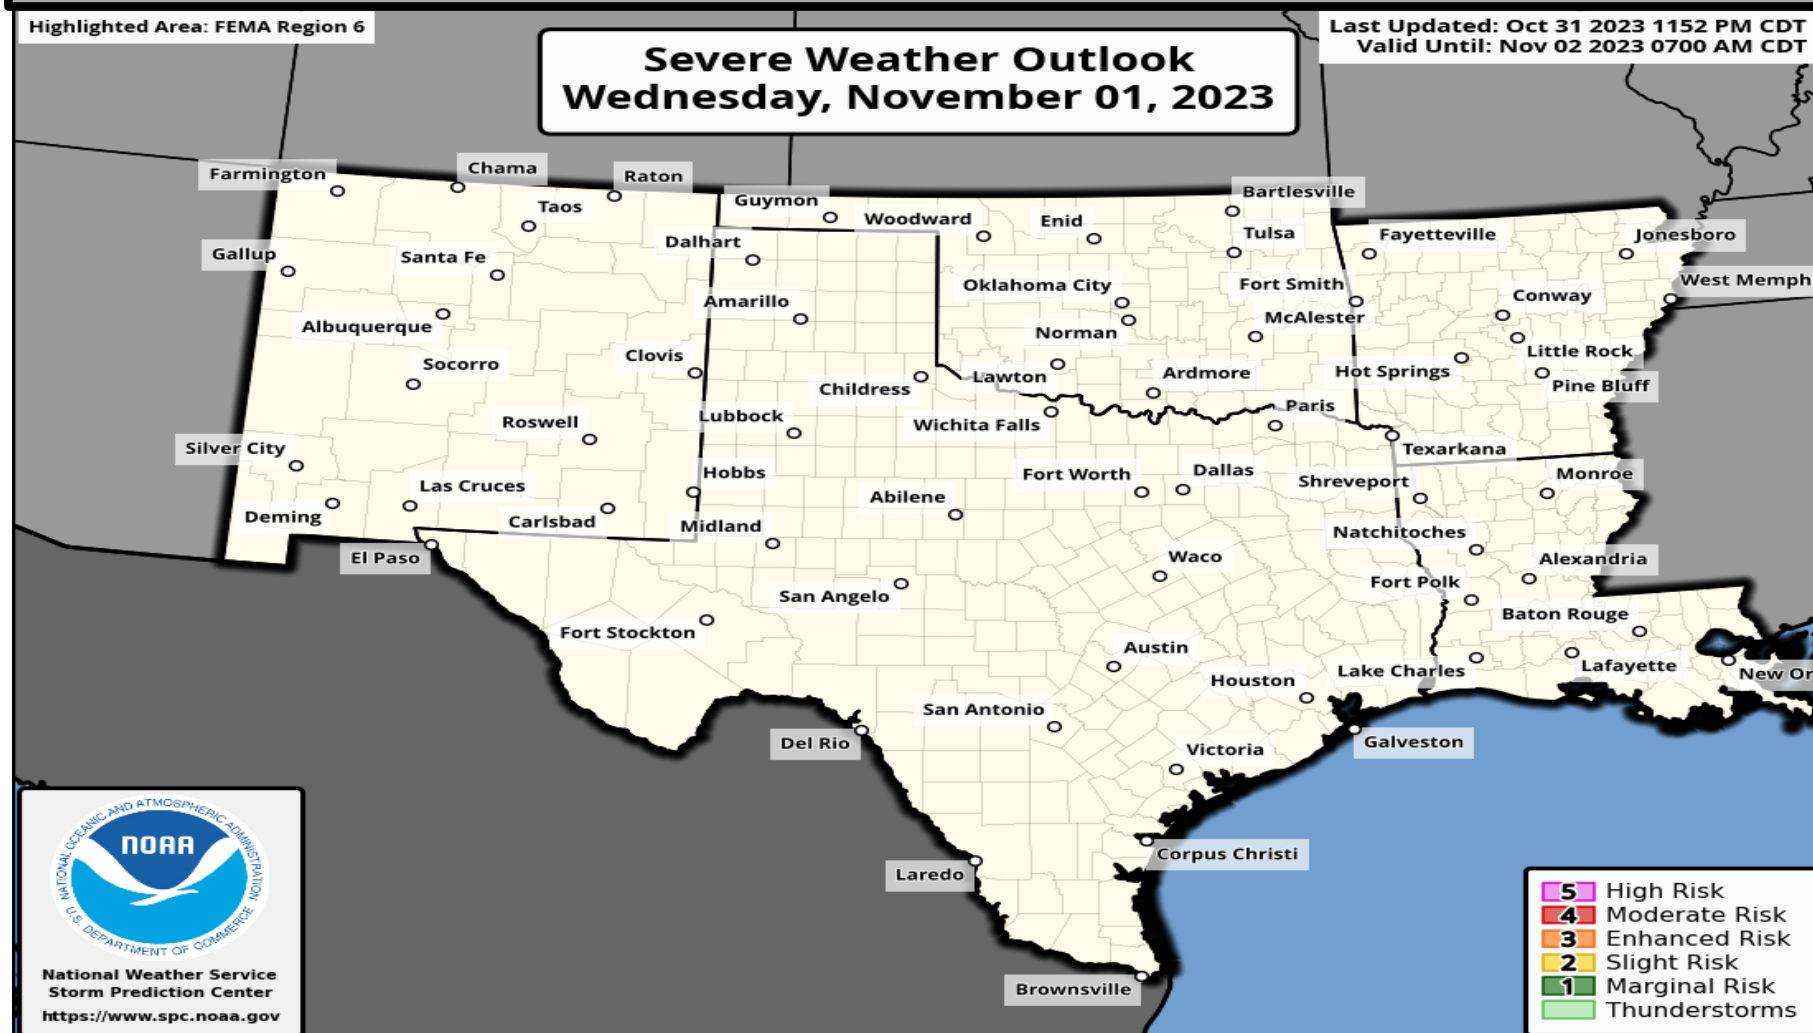 Highlighted Area: FEMA Region 6
Severe Weather Outlook
Wednesday, November 01, 2023
Last Updated: Oct 31 2023 1152 PM CDT
Valid Until: Nov 02 2023 0700 AM CDT
Farmington
Chama
Raton
Taos
Guymon
Woodward
Enid
Bartlesville
Gallup
Santa Fe
Dalhart
Tulsa
Fayetteville
Jonesboro
Albuquerque
Amarillo
Oklahoma City
Fort Smith
Conway
West Memph
Norman
McAlester
Socorro
Clovis
Childress
Lawton
Ardmore
Hot Springs
Little Rock
Pine Bluff
Roswell
Lubbock
Wichita Falls
Paris
Texarkana
Silver City
Las Cruces
Hobbs
Abilene
Fort Worth
Dallas
Shreveport
Monroe
Deming
Carlsbad
Midland
Natchitoches
El Paso
San Angelo
Waco
Fort Polk
Alexandria
Fort Stockton
Austin
Baton Rouge
Houston
Lake Charles
Lafayette
New Or
San Antonio
Del Rio
Victoria
Galveston
Laredo
Corpus Christi
Brownsville
NATIONAL OCEANIC AND ATMOSPHERIC ADMINISTRATION
NOAA
U.S. DEPARTMENT OF COMMERCE
National Weather Service
Storm Prediction Center
https://www.spc.noaa.gov
5 High Risk
4 Moderate Risk
3 Enhanced Risk
2 Slight Risk
1 Marginal Risk
Thunderstorms